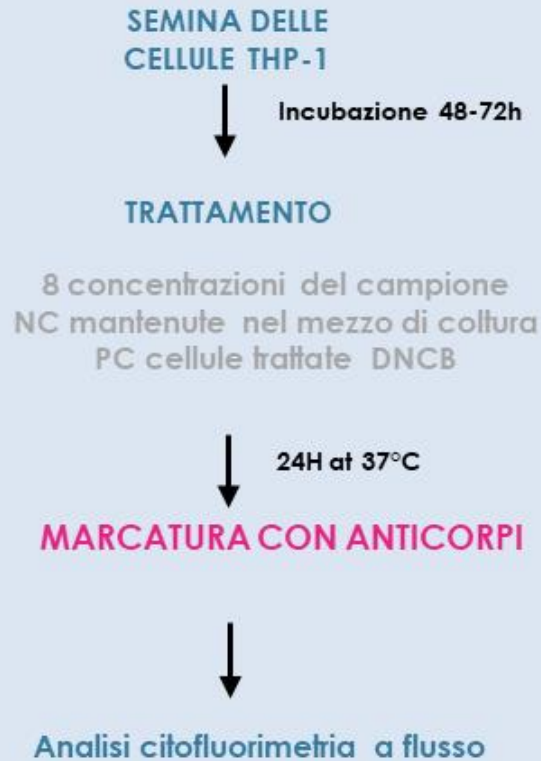 SEMINA DELLE
CELLULE THP-1
Incubazione 48-72h
TRATTAMENTO
8 concentrazioni del campione
NC mantenute nel mezzo di coltura
PC cellule trattate DNCB
24H at 37°C
MARCATURA CON ANTICORPI
Analisi citofluorimetria a flusso